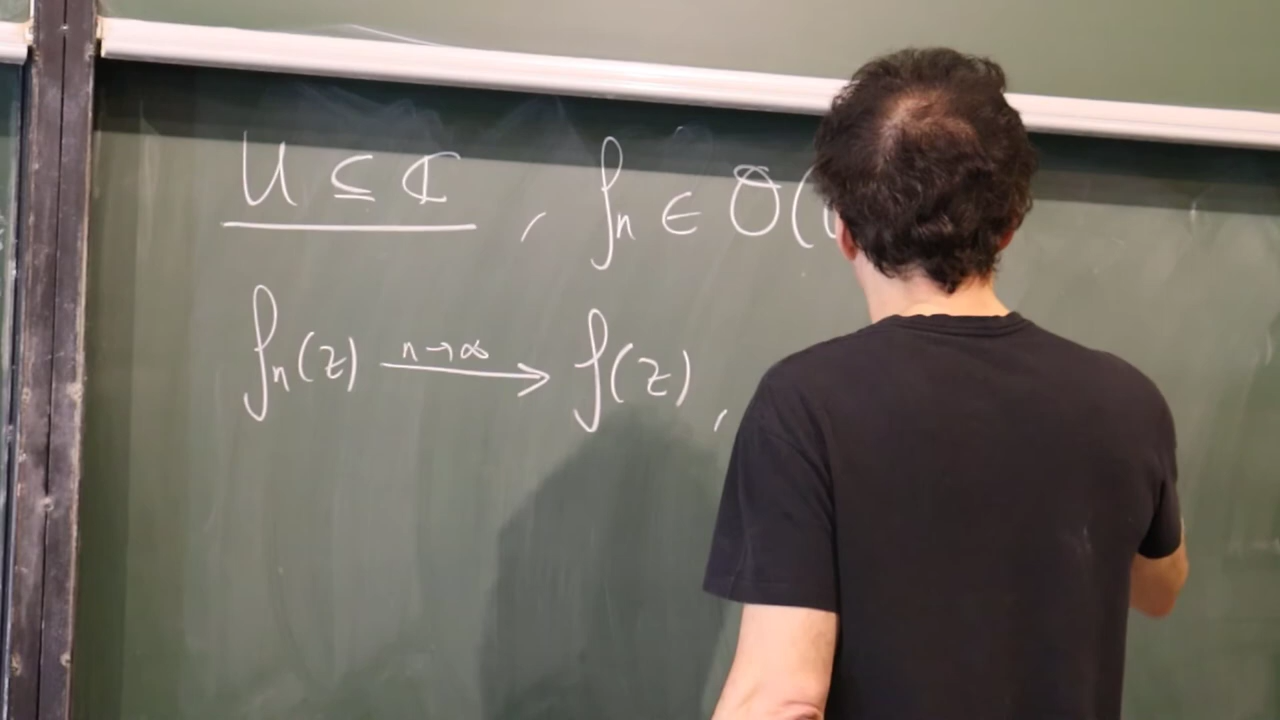 U ⊆ ℂ, fₙ ∈ O(
fₙ(z) —n→∞→ f(z),